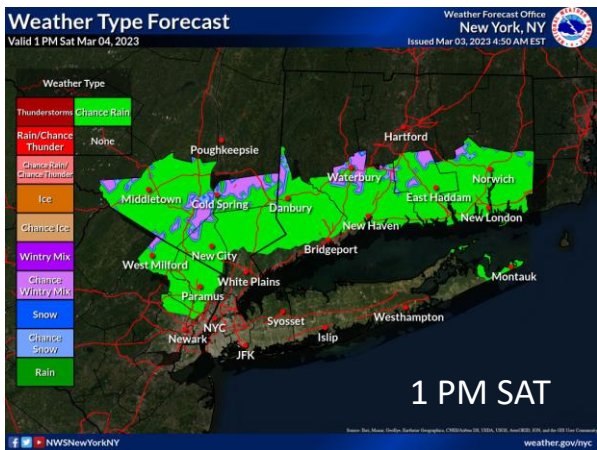 Weather Type Forecast
Valid 1 PM Sat Mar 04, 2023
Weather Forecast Office
New York, NY
Issued Mar 03, 2023 4:50 AM EST
Weather Type
Thunderstorms
Chance Rain
Rain/Chance
Thunder
None
Chance Rain/
Chance Thunder
Ice
Chance Ice
Wintry Mix
Chance
Wintry Mix
Snow
Chance
Snow
Rain
Hartford
Poughkeepsie
Waterbury
Norwich
Middletown
Cold Spring
Danbury
East Haddam
New London
New Haven
New City
Bridgeport
West Milford
White Plains
Montauk
Paramus
NYC
Syosset
Westhampton
Newark
Islip
JFK
1 PM SAT
NWSNewYorkNY
weather.gov/nyc